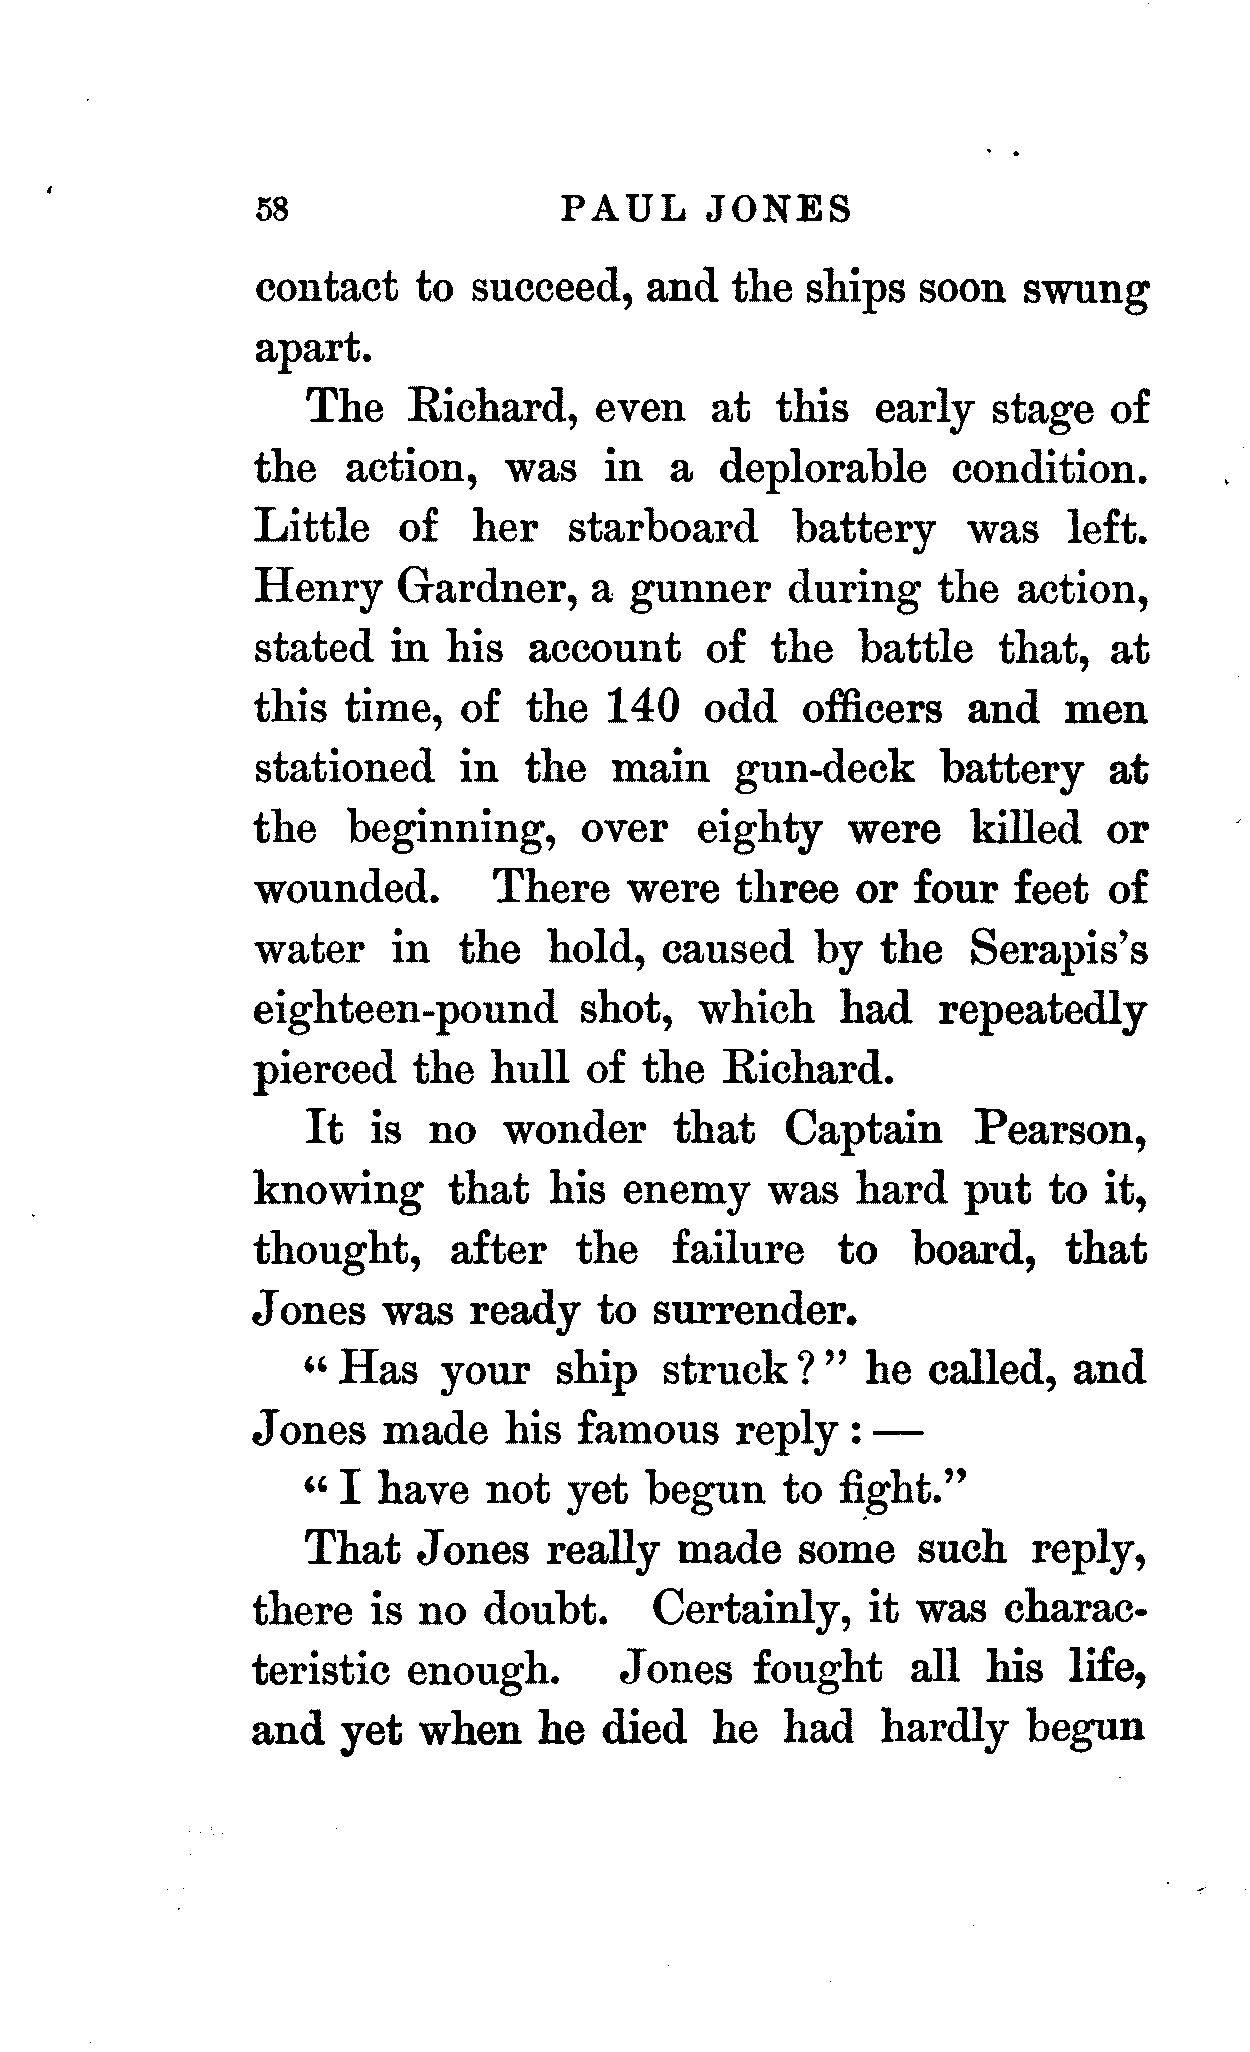 58 PAUL JONES
contact to succeed, and the ships soon swung
apart.
The Richard, even at this early stage of
the action, was in a deplorable condition.
Little of her starboard battery was left.
Henry Gardner, a gunner during the action,
stated in his account of the battle that, at
this time, of the 140 odd officers and men
stationed in the main gun-deck battery at
the beginning, over eighty were killed or
wounded. There were three or four feet of
water in the hold, caused by the Serapis's
eighteen-pound shot, which had repeatedly
pierced the hull of the Richard.
It is no wonder that Captain Pearson,
knowing that his enemy was hard put to it,
thought, after the failure to board, that
Jones was ready to surrender.
"Has your ship struck?" he called, and
Jones made his famous reply:—
"I have not yet begun to fight."
That Jones really made some such reply,
there is no doubt. Certainly, it was charac-
teristic enough. Jones fought all his life,
and yet when he died he had hardly begun